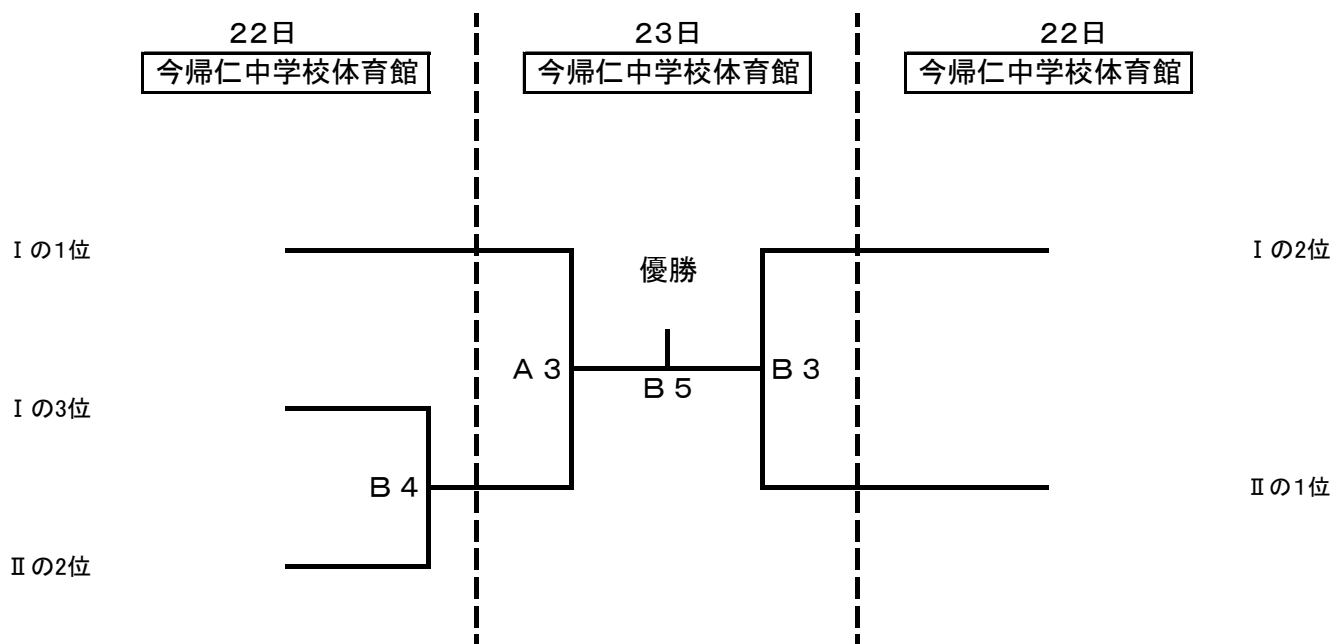 22日 23日 22日
今帰仁中学校体育館 今帰仁中学校体育館 今帰仁中学校体育館
Ⅰの1位 Ⅰの2位
優勝
A3 B3
B5
Ⅰの3位
B4 Ⅱの1位
Ⅱの2位